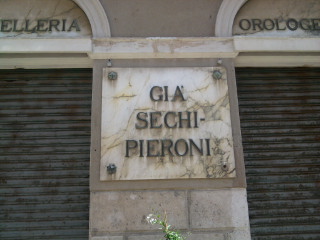 ELLERIA
OROLOGE
GIA'
SECHI-
PIERONI